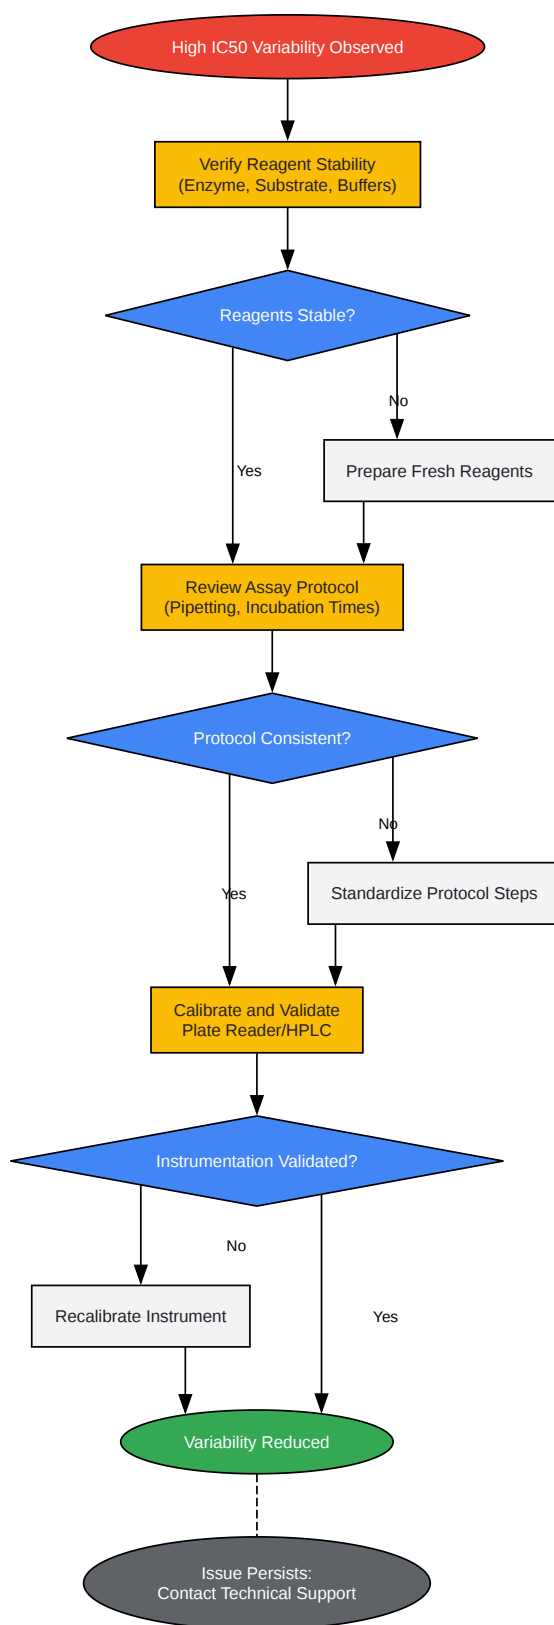 High IC50 Variability Observed
Verify Reagent Stability
(Enzyme, Substrate, Buffers)
Reagents Stable?
No
Yes
Prepare Fresh Reagents
Review Assay Protocol
(Pipetting, Incubation Times)
Protocol Consistent?
No
Yes
Standardize Protocol Steps
Calibrate and Validate
Plate Reader/HPLC
Instrumentation Validated?
No
Recalibrate Instrument
Yes
Variability Reduced
Issue Persists:
Contact Technical Support